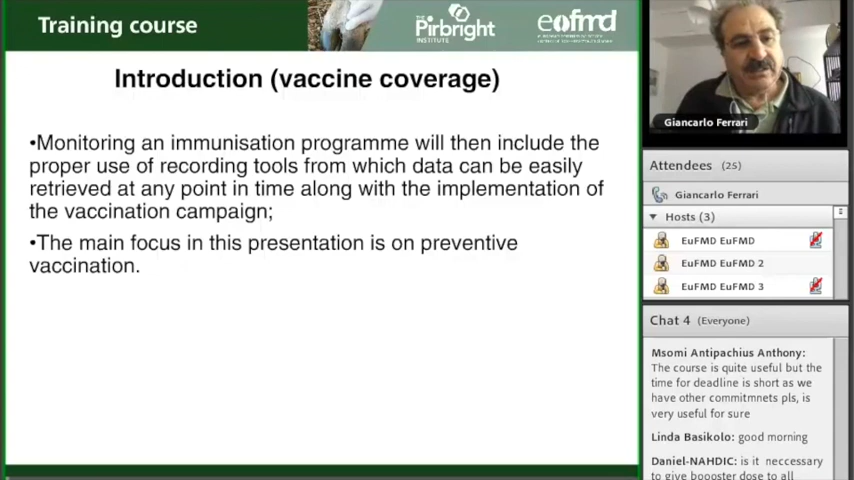 Training course
THE
Pirbright
INSTITUTE
eofmd
Introduction (vaccine coverage)
•Monitoring an immunisation programme will then include the
proper use of recording tools from which data can be easily
retrieved at any point in time along with the implementation of
the vaccination campaign;
•The main focus in this presentation is on preventive
vaccination.
Giancarlo Ferrari
Attendees (25)
Giancarlo Ferrari
Hosts (3)
EuFMD EuFMD
EuFMD EuFMD 2
EuFMD EuFMD 3
Chat 4 (Everyone)
Msomi Antipachius Anthony:
The course is quite useful but the
time for deadline is short as we
have other commitmnets pls, is
very useful for sure
Linda Basikolo: good morning
Daniel-NAHDIC: is it neccessary
to give boooster dose to all